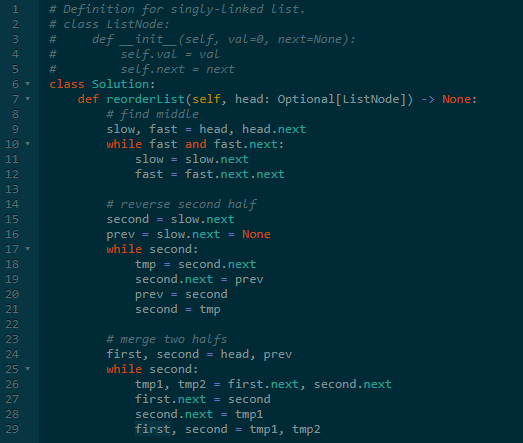 1 # Definition for singly-linked list.
2 # class ListNode:
3 #     def __init__(self, val=0, next=None):
4 #         self.val = val
5 #         self.next = next
6 class Solution:
7     def reorderList(self, head: Optional[ListNode]) -> None:
8         # find middle
9         slow, fast = head, head.next
10         while fast and fast.next:
11             slow = slow.next
12             fast = fast.next.next
13
14         # reverse second half
15         second = slow.next
16         prev = slow.next = None
17         while second:
18             tmp = second.next
19             second.next = prev
20             prev = second
21             second = tmp
22
23         # merge two halfs
24         first, second = head, prev
25         while second:
26             tmp1, tmp2 = first.next, second.next
27             first.next = second
28             second.next = tmp1
29             first, second = tmp1, tmp2